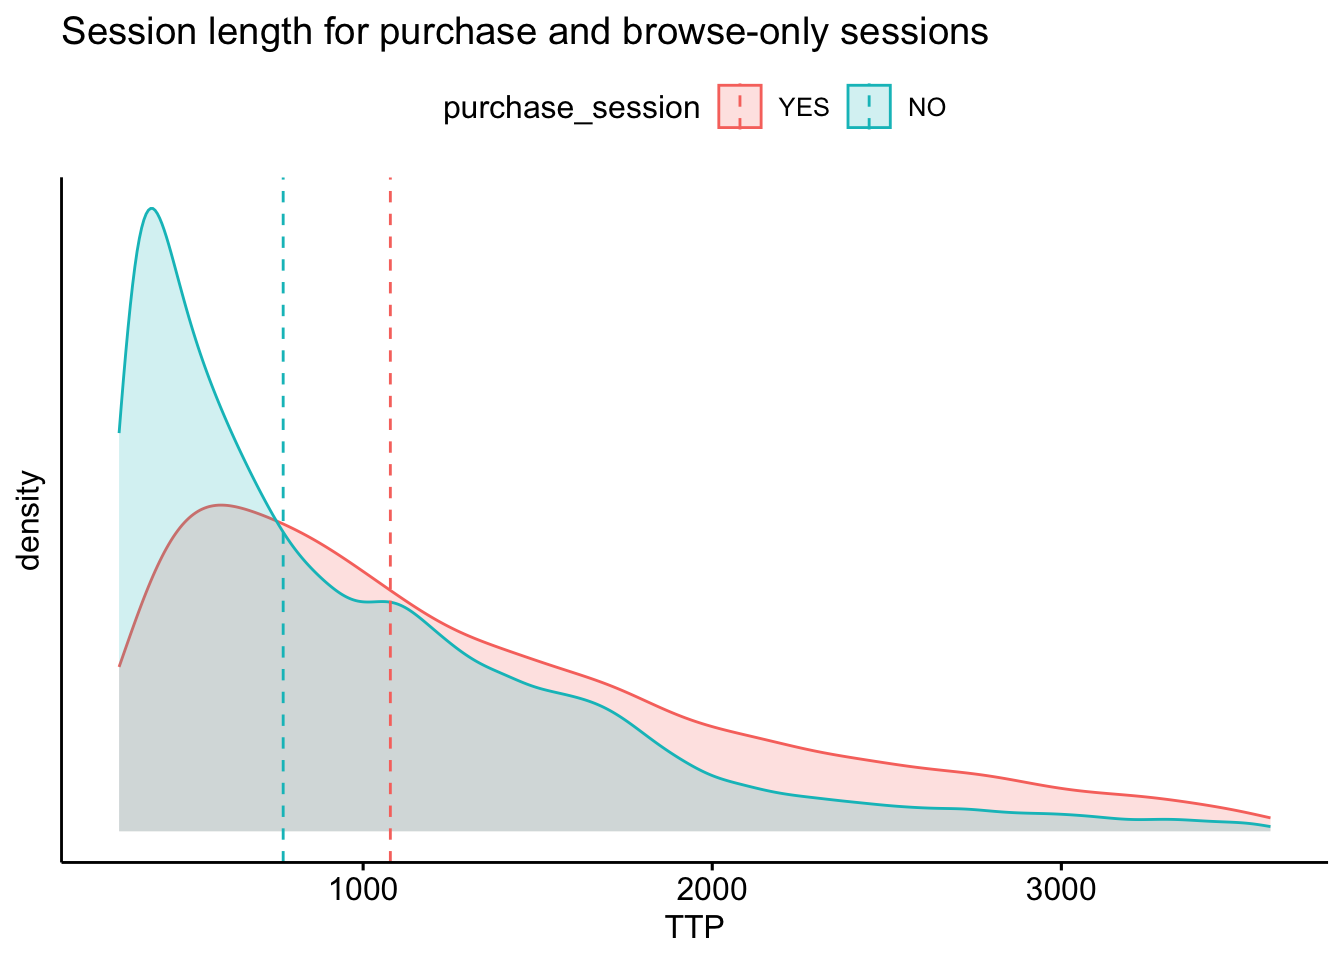 Session length for purchase and browse-only sessions
purchase_session YES NO
density
1000 2000 3000
TTP